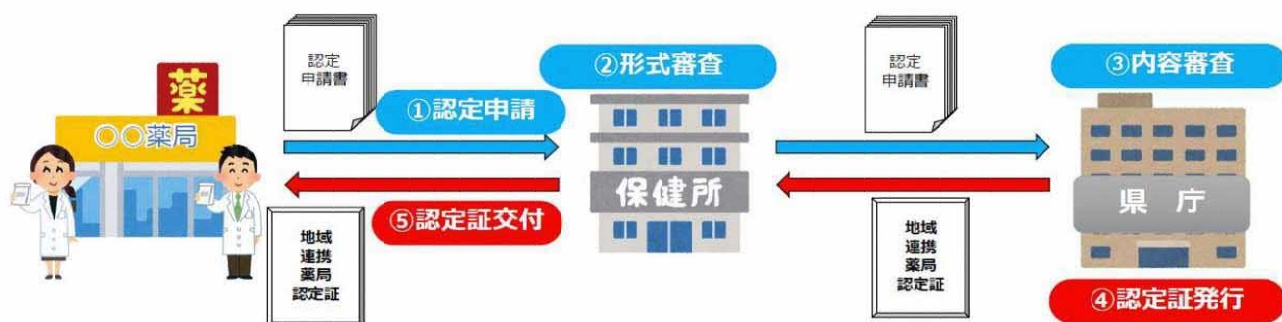 薬
〇〇薬局
認定
申請書
①認定申請
②形式審査
保健所
⑤認定証交付
地域
連携
薬局
認定証
認定
申請書
③内容審査
県庁
地域
連携
薬局
認定証
④認定証発行